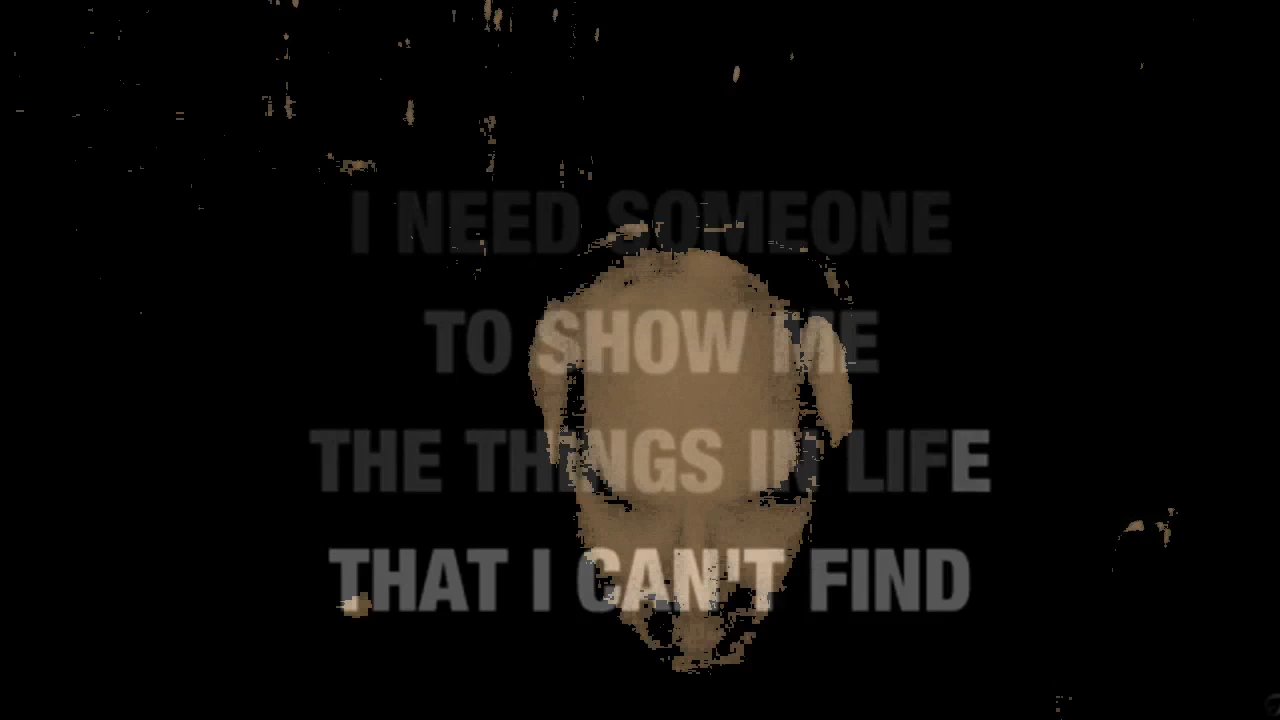 I NEED SOMEONE
TO SHOW ME
THE THINGS IN LIFE
THAT I CAN'T FIND